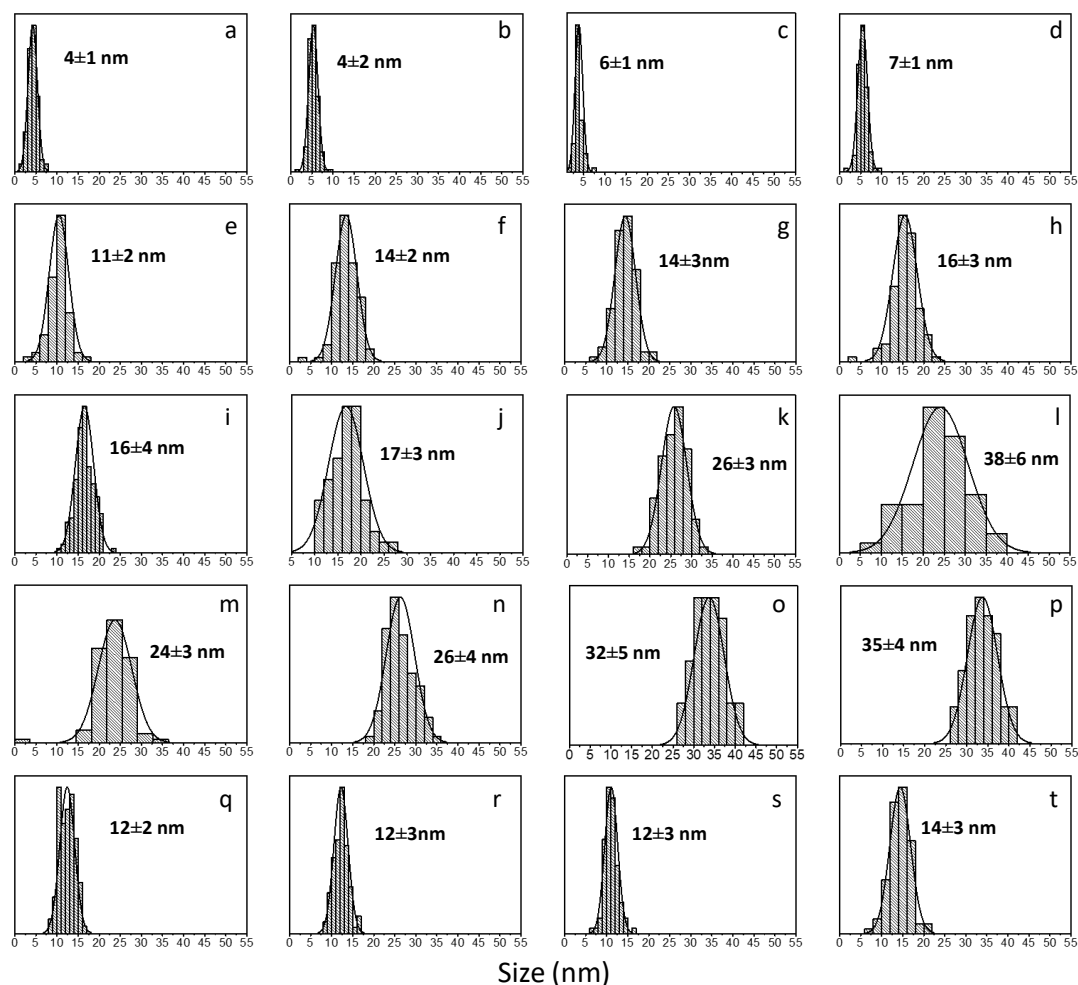 a
4±1 nm
0 5 10 15 20 25 30 35 40 45 50 55
b
4±2 nm
0 5 10 15 20 25 30 35 40 45 50 55
c
6±1 nm
5 10 15 20 25 30 35 40 45 50 55
d
7±1 nm
0 5 10 15 20 25 30 35 40 45 50 55
e
11±2 nm
0 5 10 15 20 25 30 35 40 45 50 55
f
14±2 nm
0 5 10 15 20 25 30 35 40 45 50 55
g
14±3nm
0 5 10 15 20 25 30 35 40 45 50 55
h
16±3 nm
0 5 10 15 20 25 30 35 40 45 50 55
i
16±4 nm
0 5 10 15 20 25 30 35 40 45 50 55
j
17±3 nm
5 10 15 20 25 30 35 40 45 50 55
k
26±3 nm
0 5 10 15 20 25 30 35 40 45 50 55
l
38±6 nm
0 5 10 15 20 25 30 35 40 45 50 55
m
24±3 nm
0 5 10 15 20 25 30 35 40 45 50 55
n
26±4 nm
0 5 10 15 20 25 30 35 40 45 50 55
o
32±5 nm
0 5 10 15 20 25 30 35 40 45 50 55
p
35±4 nm
0 5 10 15 20 25 30 35 40 45 50 55
q
12±2 nm
0 5 10 15 20 25 30 35 40 45 50 55
r
12±3nm
0 5 10 15 20 25 30 35 40 45 50 55
s
12±3 nm
0 5 10 15 20 25 30 35 40 45 50 55
t
14±3 nm
0 5 10 15 20 25 30 35 40 45 50 55
Size (nm)